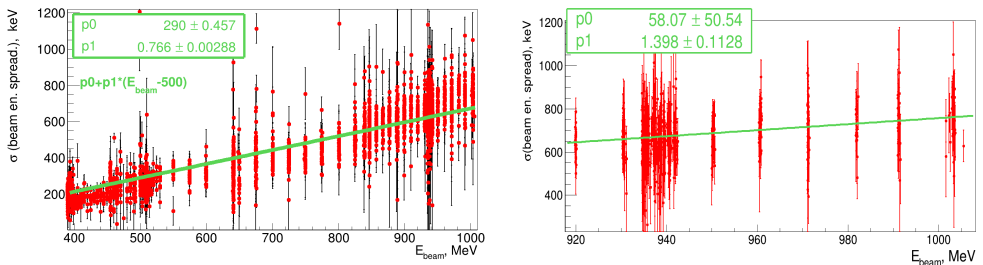 σ (beam en. spread.), keV
1200
1000
800
600
400
200
p0 290 ± 0.457
p1 0.766 ± 0.00288
p0+p1*(Ebeam-500)
400 500 600 700 800 900 1000
Ebeam, MeV
σ(beam en. spread), keV
1200
1000
800
600
400
p0 58.07 ± 50.54
p1 1.398 ± 0.1128
920 940 960 980 1000
Ebeam, MeV